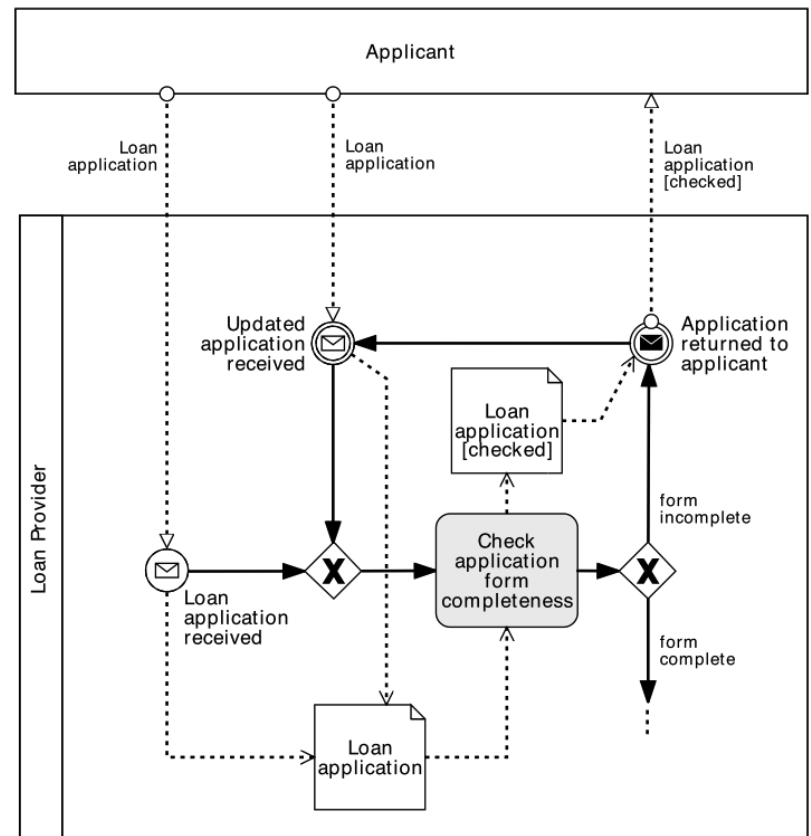 Applicant
Loan
application
Loan
application
Loan
application
[checked]
Loan Provider
Updated
application
received
Application
returned to
applicant
Loan
application
[checked]
form
incomplete
Check
application
form
completeness
X
X
Loan
application
received
form
complete
Loan
application